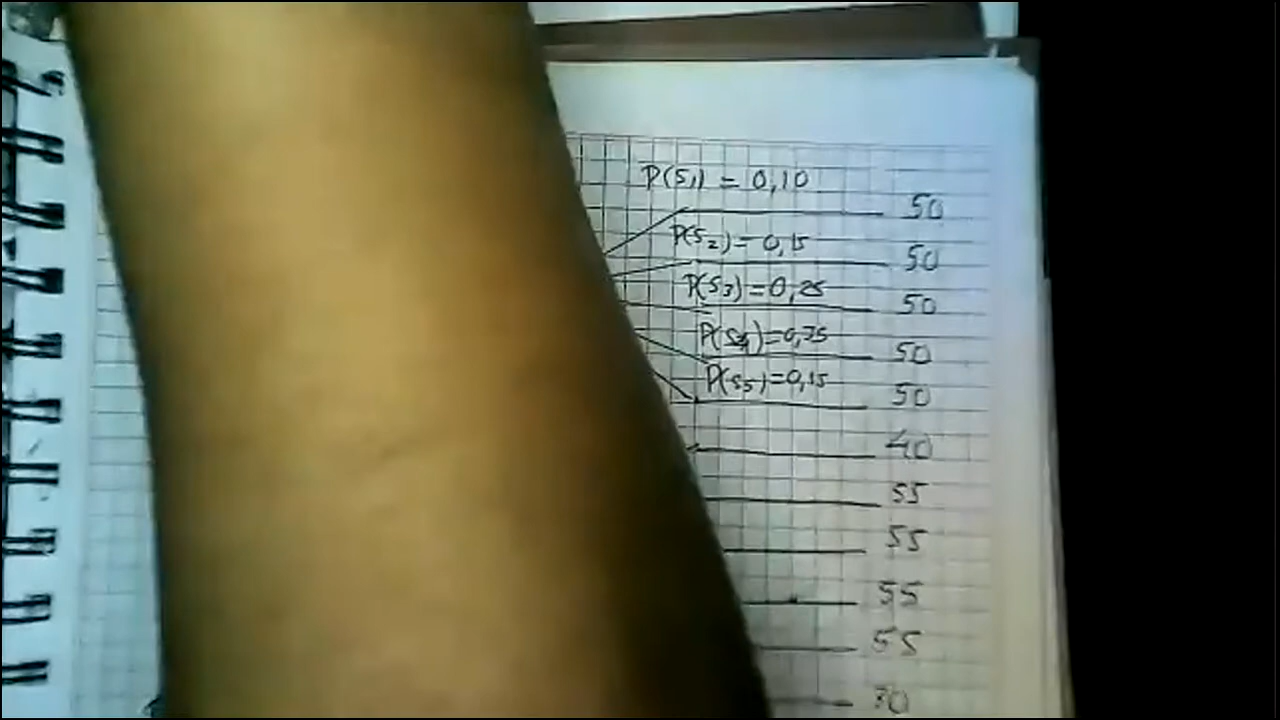 P(S1) = 0,10
50
P(S2) = 0,15
50
P(S3) = 0,25
50
P(S4) = 0,35
50
P(S5) = 0,15
50
40
55
55
55
55